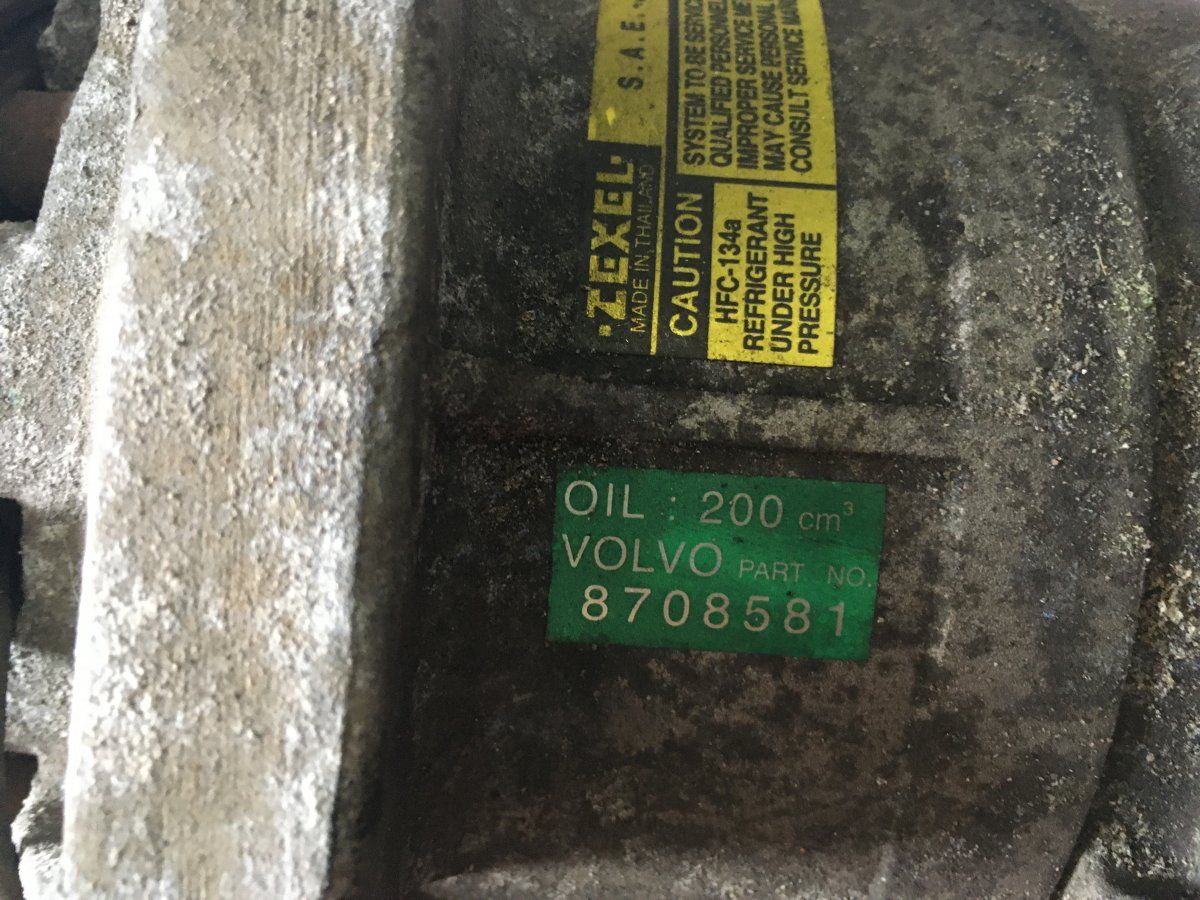 S.A.E.
SYSTEM TO BE
QUALIFIED PERSONNEL
IMPROPER SERVICE
MAY CAUSE PERSONAL
CONSULT SERVICE
ZEXEL
MADE IN THAILAND
CAUTION
HFC-134a
REFRIGERANT
UNDER HIGH
PRESSURE
OIL : 200 cm³
VOLVO PART NO.
8708581